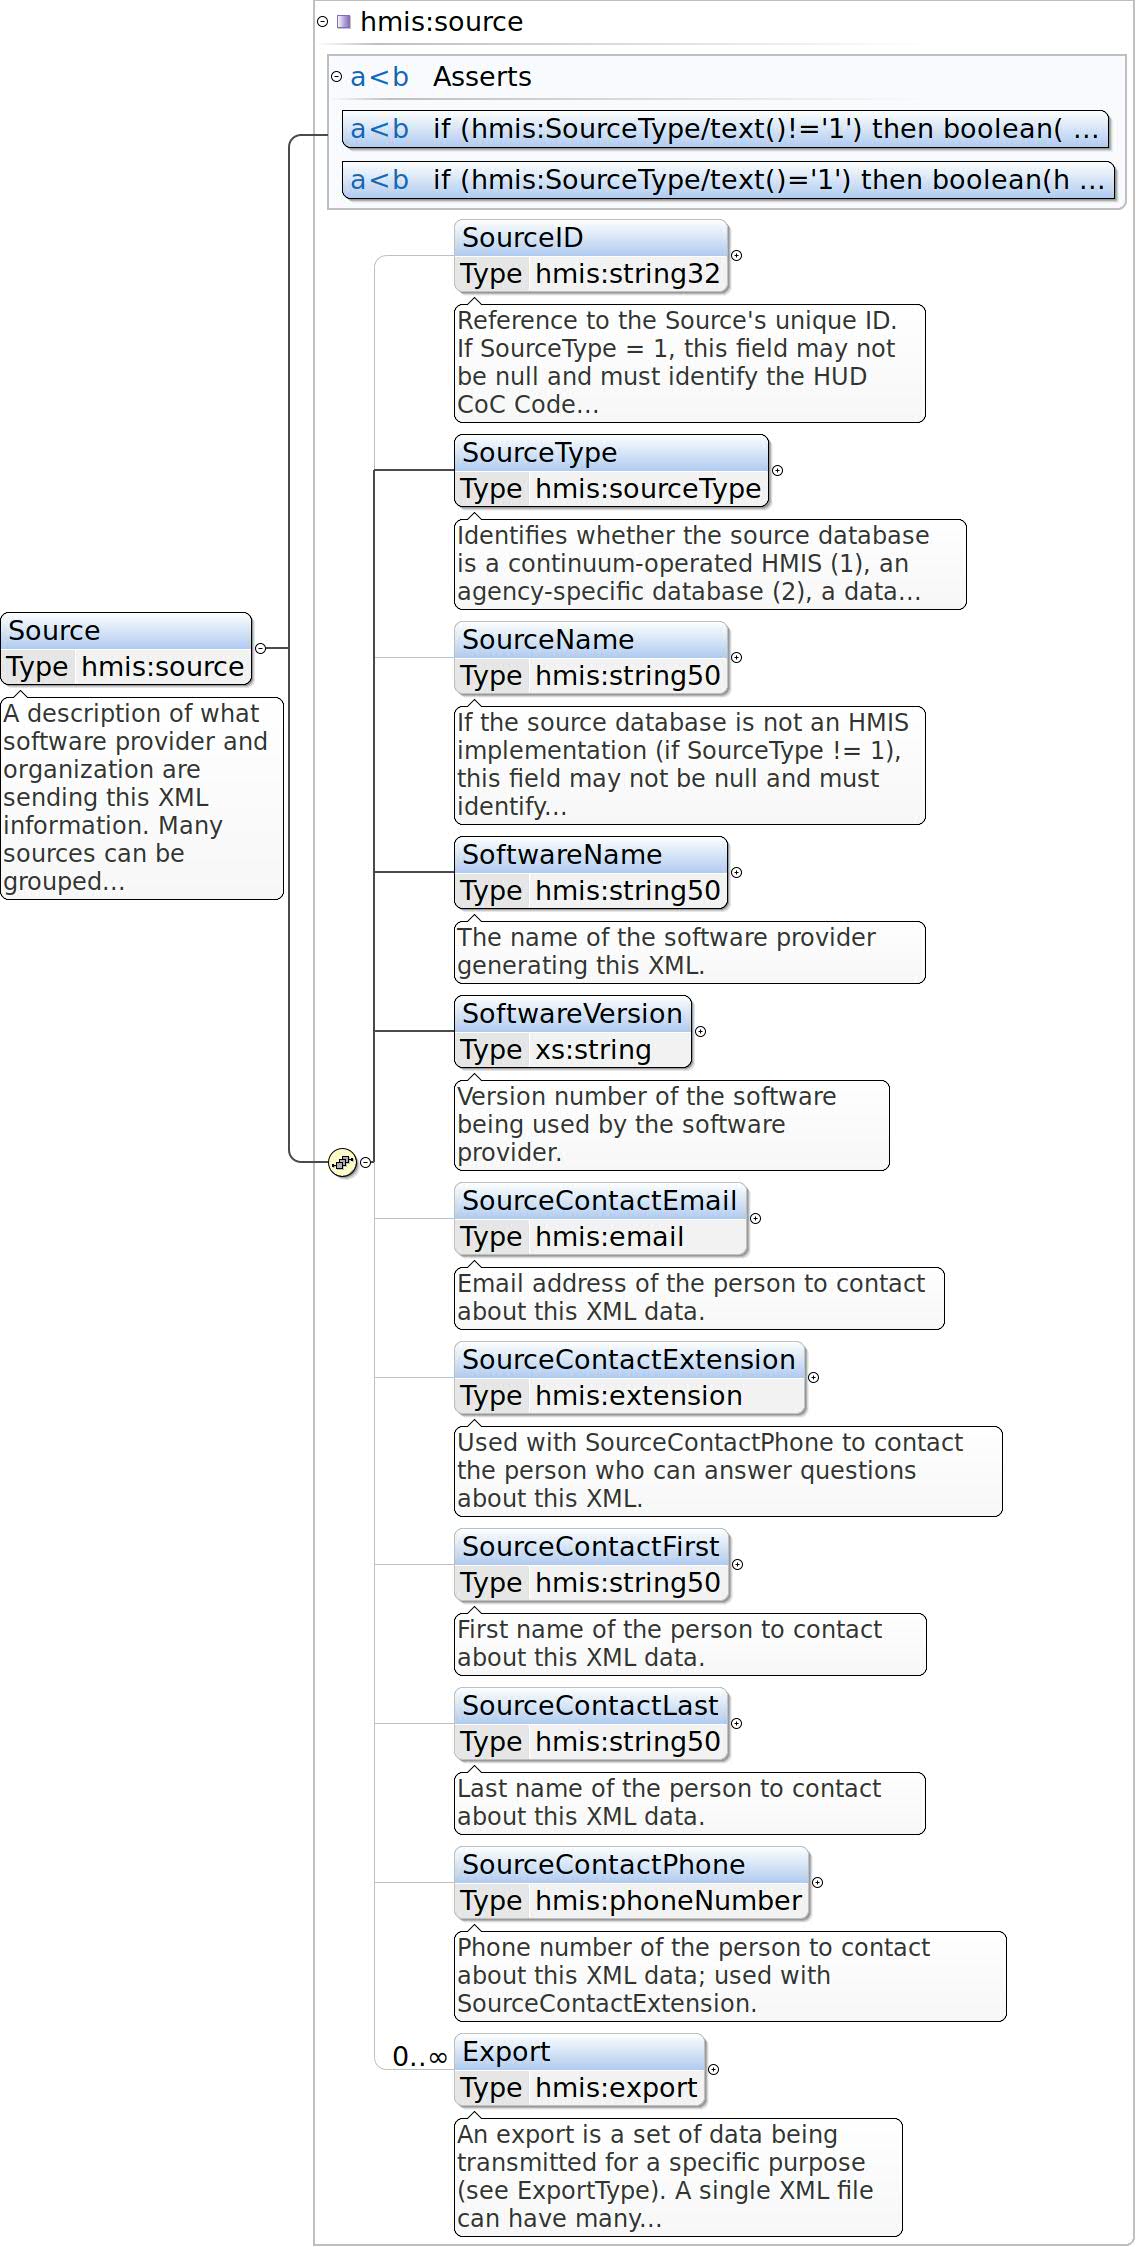 hmis:source
a<b Asserts
a<b if (hmis:SourceType/text()!='1') then boolean( ...
a<b if (hmis:SourceType/text()='1') then boolean(h ...
Source
Type hmis:source
A description of what
software provider and
organization are
sending this XML
information. Many
sources can be
grouped...
SourceID
Type hmis:string32
Reference to the Source's unique ID.
If SourceType = 1, this field may not
be null and must identify the HUD
CoC Code...
SourceType
Type hmis:sourceType
Identifies whether the source database
is a continuum-operated HMIS (1), an
agency-specific database (2), a data...
SourceName
Type hmis:string50
If the source database is not an HMIS
implementation (if SourceType != 1),
this field may not be null and must
identify...
SoftwareName
Type hmis:string50
The name of the software provider
generating this XML.
SoftwareVersion
Type xs:string
Version number of the software
being used by the software
provider.
SourceContactEmail
Type hmis:email
Email address of the person to contact
about this XML data.
SourceContactExtension
Type hmis:extension
Used with SourceContactPhone to contact
the person who can answer questions
about this XML.
SourceContactFirst
Type hmis:string50
First name of the person to contact
about this XML data.
SourceContactLast
Type hmis:string50
Last name of the person to contact
about this XML data.
SourceContactPhone
Type hmis:phoneNumber
Phone number of the person to contact
about this XML data; used with
SourceContactExtension.
0..∞
Export
Type hmis:export
An export is a set of data being
transmitted for a specific purpose
(see ExportType). A single XML file
can have many...